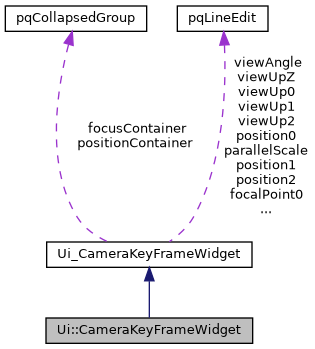 pqCollapsedGroup
pqLineEdit
viewAngle
viewUpZ
viewUp0
viewUp1
viewUp2
position0
parallelScale
position1
position2
focalPoint0
...
focusContainer
positionContainer
Ui_CameraKeyFrameWidget
Ui::CameraKeyFrameWidget